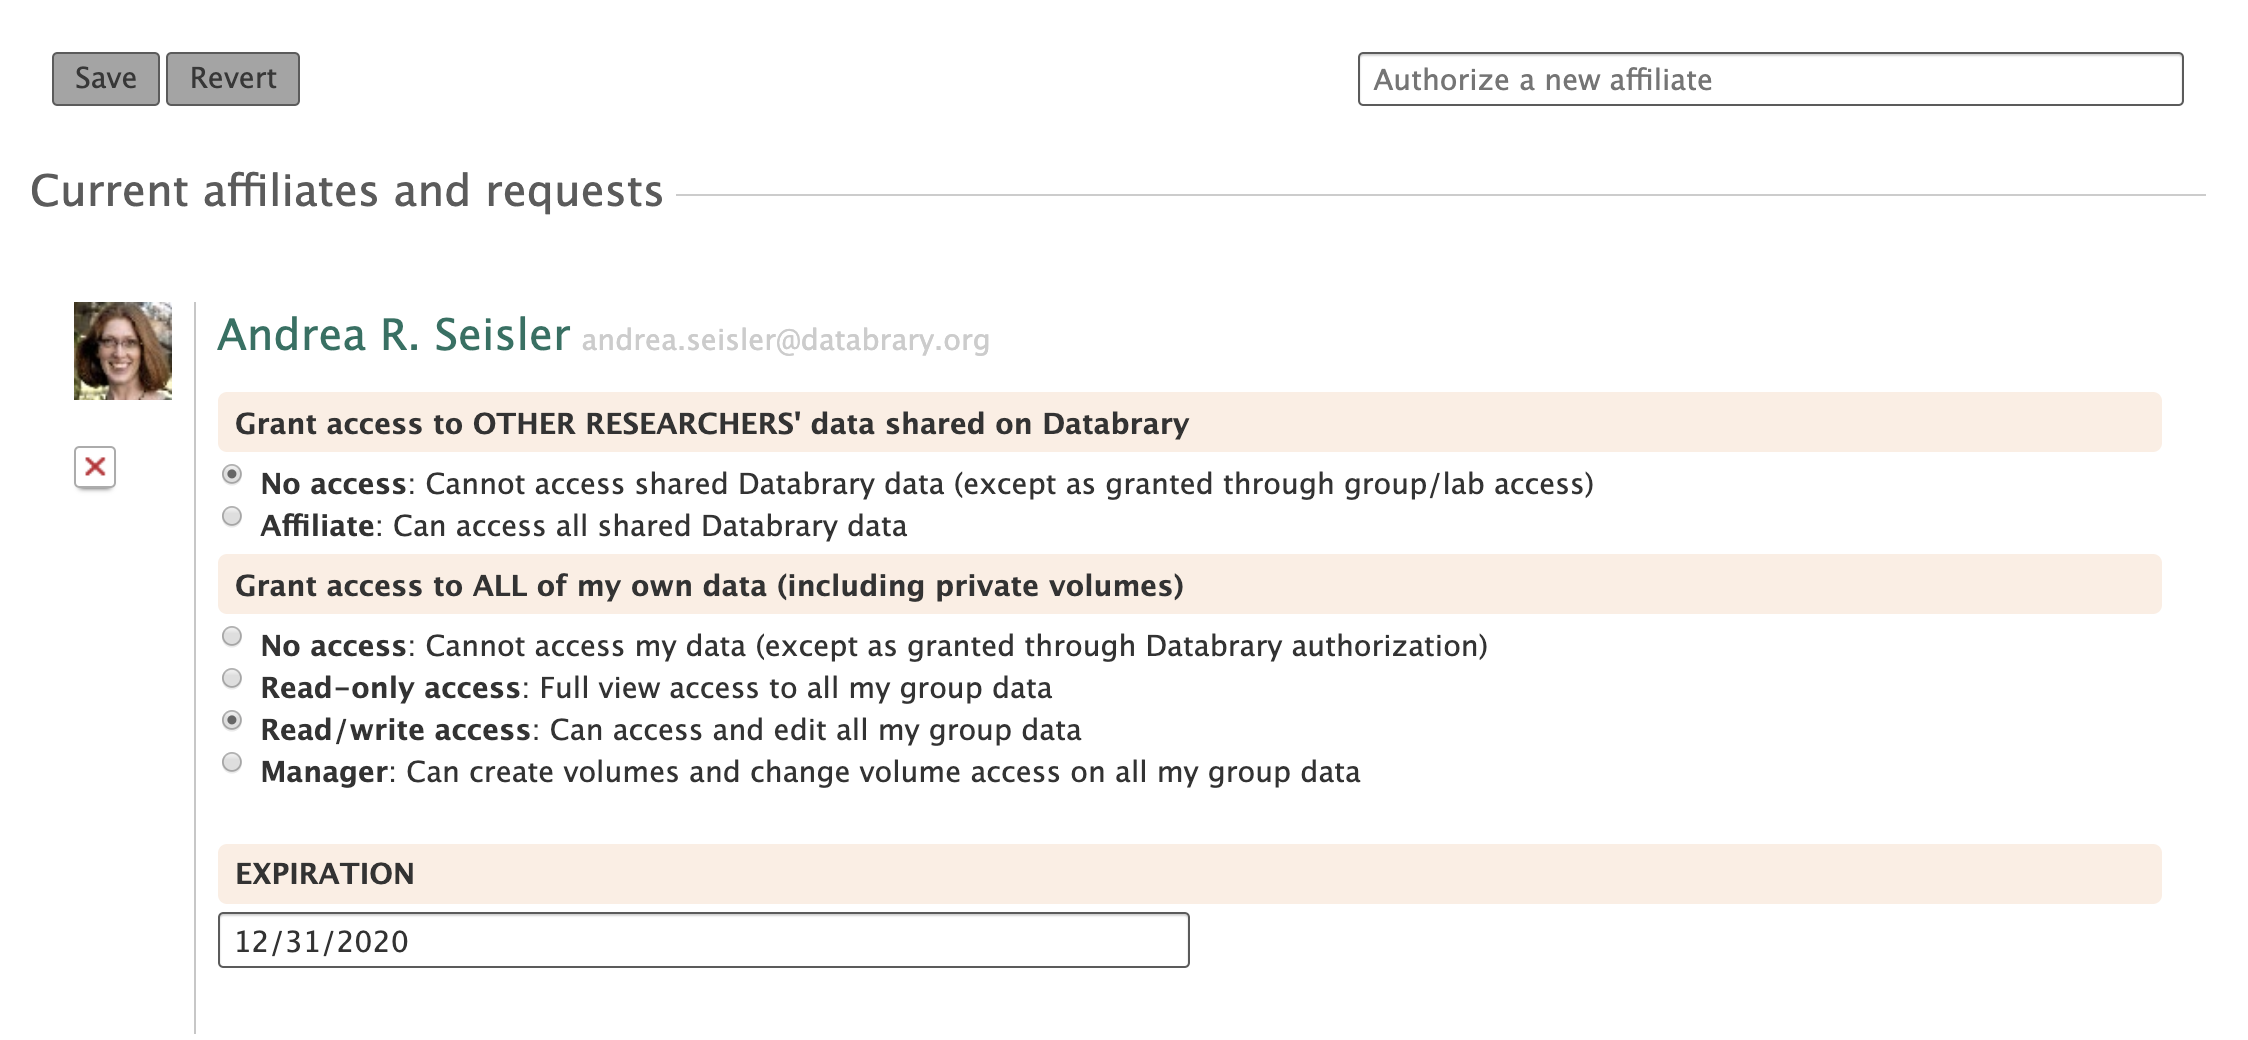 Save Revert Authorize a new affiliate
Current affiliates and requests
Andrea R. Seisler andrea.seisler@databrary.org
Grant access to OTHER RESEARCHERS' data shared on Databrary
No access: Cannot access shared Databrary data (except as granted through group/lab access)
Affiliate: Can access all shared Databrary data
Grant access to ALL of my own data (including private volumes)
No access: Cannot access my data (except as granted through Databrary authorization)
Read-only access: Full view access to all my group data
Read/write access: Can access and edit all my group data
Manager: Can create volumes and change volume access on all my group data
EXPIRATION
12/31/2020